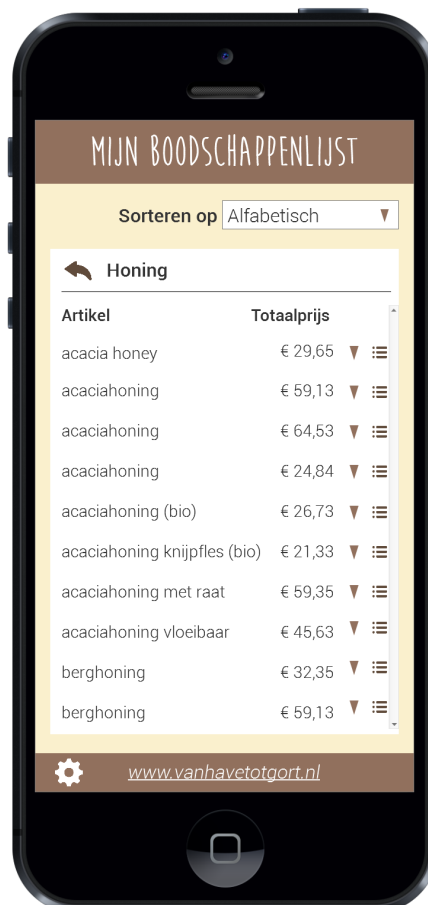 MIJN BOODSCHAPPENLIJST
Sorteren op Alfabetisch
Honing
Artikel Totaalprijs
acacia honey € 29,65
acaciahoning € 59,13
acaciahoning € 64,53
acaciahoning € 24,84
acaciahoning (bio) € 26,73
acaciahoning knijpfles (bio) € 21,33
acaciahoning met raat € 59,35
acaciahoning vloeibaar € 45,63
berghoning € 32,35
berghoning € 59,13
www.vanhavetotgort.nl